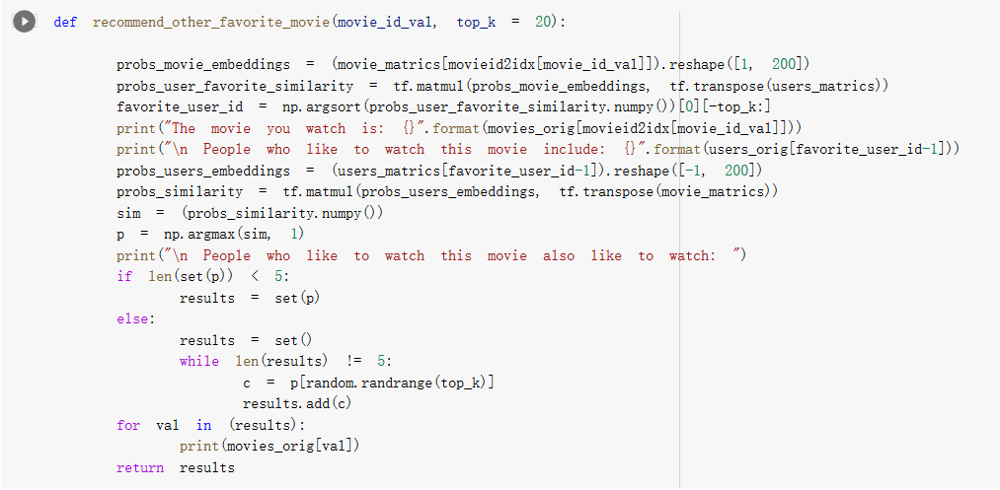 def recommend_other_favorite_movie(movie_id_val, top_k = 20):
probs_movie_embeddings = (movie_matrics[movieid2idx[movie_id_val]]).reshape([1, 200])
probs_user_favorite_similarity = tf.matmul(probs_movie_embeddings, tf.transpose(users_matrics))
favorite_user_id = np.argsort(probs_user_favorite_similarity.numpy())[0][-top_k:]
print("The movie you watch is: {}".format(movies_orig[movieid2idx[movie_id_val]]))
print("\n People who like to watch this movie include: {}".format(users_orig[favorite_user_id-1]))
probs_users_embeddings = (users_matrics[favorite_user_id-1]).reshape([-1, 200])
probs_similarity = tf.matmul(probs_users_embeddings, tf.transpose(movie_matrics))
sim = (probs_similarity.numpy())
p = np.argmax(sim, 1)
print("\n People who like to watch this movie also like to watch: ")
if len(set(p)) < 5:
results = set(p)
else:
results = set()
while len(results) != 5:
c = p[random.randrange(top_k)]
results.add(c)
for val in (results):
print(movies_orig[val])
return results